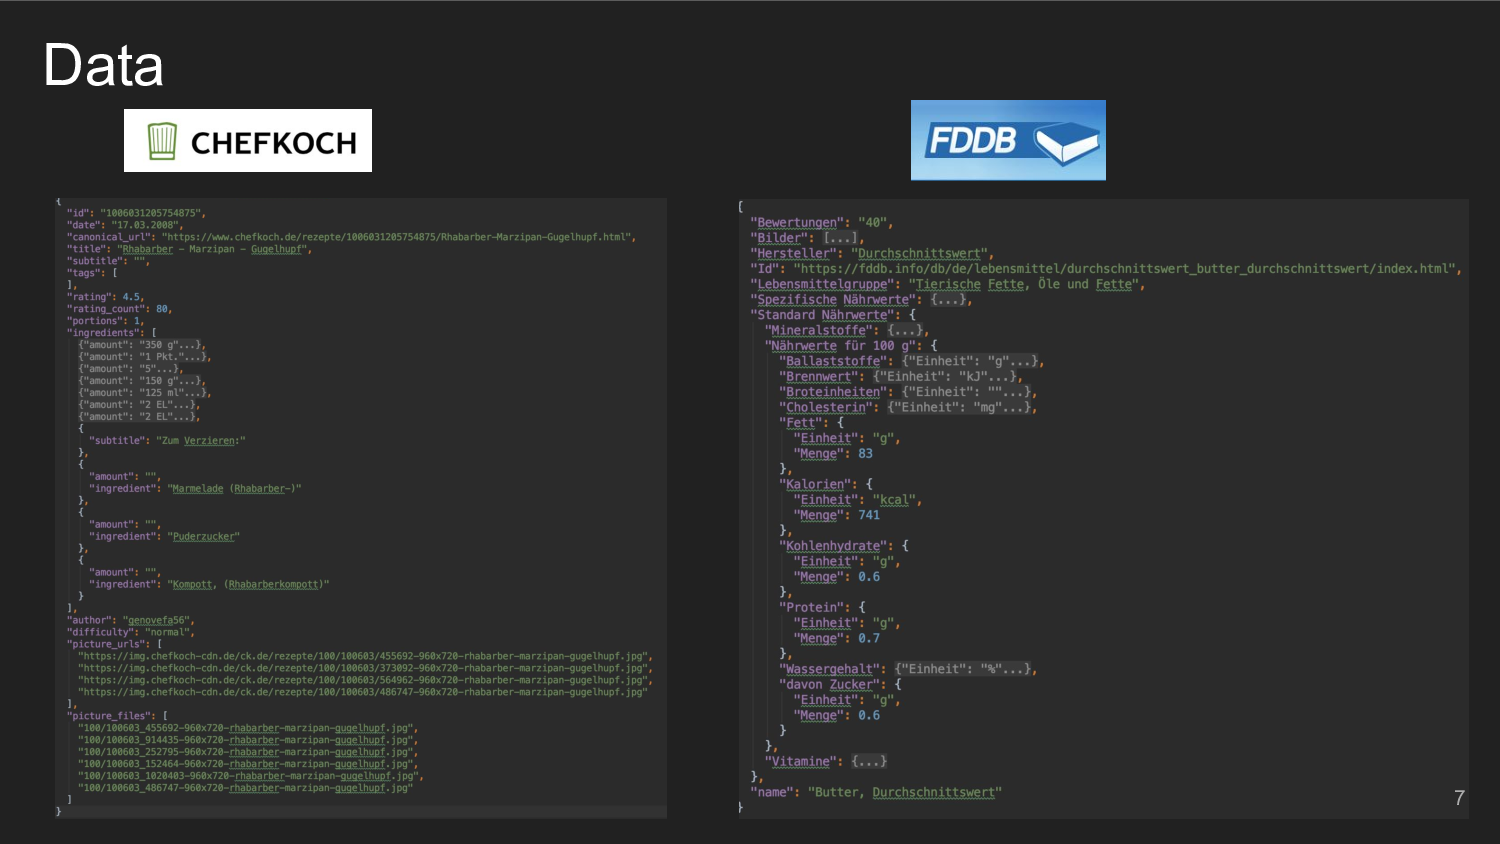 Data
CHEFKOCH
{
"id": "1006031205754875",
"date": "17.03.2008",
"canonical_url": "https://www.chefkoch.de/rezepte/1006031205754875/Rhabarber-Marzipan-Gugelhupf.html",
"title": "Rhabarber - Marzipan - Gugelhupf",
"subtitle": "",
"tags": [
],
"rating": 4.5,
"rating_count": 80,
"portions": 1,
"ingredients": [
{"amount": "350 g"...},
{"amount": "1 Pkt."...},
{"amount": "5"...},
{"amount": "150 g"...},
{"amount": "125 ml"...},
{"amount": "2 EL"...},
{"amount": "2 EL"...},
{
"subtitle": "Zum Verzieren:"
},
{
"amount": "",
"ingredient": "Marmelade (Rhabarber-)"
},
{
"amount": "",
"ingredient": "Puderzucker"
},
{
"amount": "",
"ingredient": "Kompott, (Rhabarberkompott)"
}
],
"author": "genovefa56",
"difficulty": "normal",
"picture_urls": [
"https://img.chefkoch-cdn.de/ck.de/rezepte/100/100603/455692-960x720-rhabarber-marzipan-gugelhupf.jpg",
"https://img.chefkoch-cdn.de/ck.de/rezepte/100/100603/373092-960x720-rhabarber-marzipan-gugelhupf.jpg",
"https://img.chefkoch-cdn.de/ck.de/rezepte/100/100603/564962-960x720-rhabarber-marzipan-gugelhupf.jpg",
"https://img.chefkoch-cdn.de/ck.de/rezepte/100/100603/486747-960x720-rhabarber-marzipan-gugelhupf.jpg"
],
"picture_files": [
"100/100603_455692-960x720-rhabarber-marzipan-gugelhupf.jpg",
"100/100603_914435-960x720-rhabarber-marzipan-gugelhupf.jpg",
"100/100603_252795-960x720-rhabarber-marzipan-gugelhupf.jpg",
"100/100603_152464-960x720-rhabarber-marzipan-gugelhupf.jpg",
"100/100603_1020403-960x720-rhabarber-marzipan-gugelhupf.jpg",
"100/100603_486747-960x720-rhabarber-marzipan-gugelhupf.jpg"
]
}
FDDB
{
"Bewertungen": "40",
"Bilder": [...],
"Hersteller": "Durchschnittswert",
"Id": "https://fddb.info/db/de/lebensmittel/durchschnittswert_butter_durchschnittswert/index.html",
"Lebensmittelgruppe": "Tierische Fette, Öle und Fette",
"Spezifische Nährwerte": {...},
"Standard Nährwerte": {
"Mineralstoffe": {...},
"Nährwerte für 100 g": {
"Ballaststoffe": {"Einheit": "g"...},
"Brennwert": {"Einheit": "kJ"...},
"Broteinheiten": {"Einheit": ""...},
"Cholesterin": {"Einheit": "mg"...},
"Fett": {
"Einheit": "g",
"Menge": 83
},
"Kalorien": {
"Einheit": "kcal",
"Menge": 741
},
"Kohlenhydrate": {
"Einheit": "g",
"Menge": 0.6
},
"Protein": {
"Einheit": "g",
"Menge": 0.7
},
"Wassergehalt": {"Einheit": "%"...},
"davon Zucker": {
"Einheit": "g",
"Menge": 0.6
}
},
"Vitamine": {...}
},
"name": "Butter, Durchschnittswert"
}
7